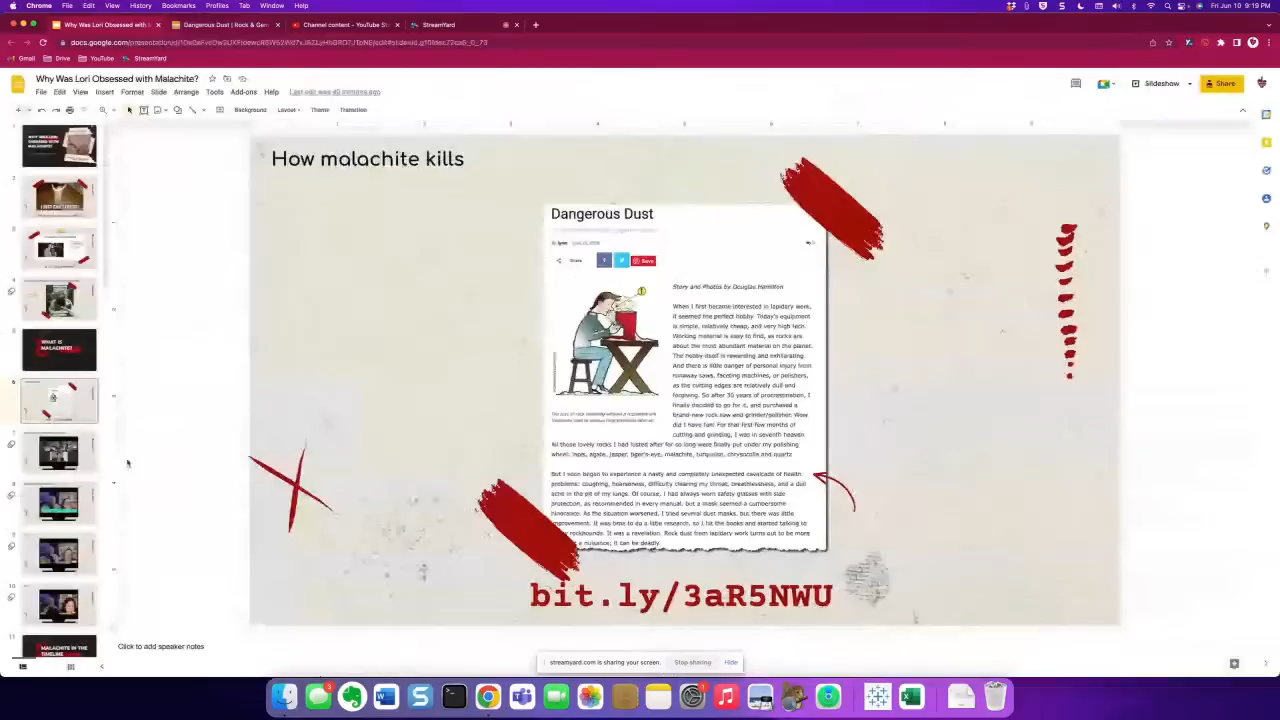 Chrome File Edit View History Bookmarks Profiles Tab Window Help
Fri Jun 10 9:19 PM
Why Was Lori Obsessed with M
Dangerous Dust | Rock & Gem
Channel content - YouTube St
StreamYard
Gmail Drive YouTube StreamYard
Why Was Lori Obsessed with Malachite?
File Edit View Insert Format Slide Arrange Tools Add-ons Help
Slideshow
Share
Background Layout Theme Transition
How malachite kills
Dangerous Dust
Share
Save
Story and Photos by Douglas Hamilton
When I first became interested in lapidary work,
it seemed the perfect hobby. Today's equipment
is simple, relatively cheap, and very high tech.
Working material is easy to find, as rocks are
about the most abundant material on the planet.
The hobby itself is rewarding and exhilarating.
And there is little danger of personal injury from
runaway saws, faceting machines, or polishers,
as the cutting edges are relatively dull and
forgiving. So after 30 years of procrastination, I
finally decided to go for it, and purchased a
brand-new rock saw and grinder/polisher. Wow,
did I have fun! For that first few months of
cutting and grinding, I was in seventh heaven
All those lovely rocks I had lusted after for so long were finally put under my polishing
wheel: lapis, agate, jasper, tiger's-eye, malachite, turquoise, chrysocolla and quartz
But I soon began to experience a nasty and completely unexpected cavalcade of health
problems: coughing, hoarseness, difficulty clearing my throat, breathlessness, and a dull
ache in the pit of my lungs. Of course, I had always worn safety glasses with side
protection, as recommended in every manual, but a mask seemed a cumbersome
hinerance. As the situation worsened, I tried several dust masks, but there was little
improvement. It was time to do a little research, so I hit the books and started talking to
rockhounds. It was a revelation. Rock dust from lapidary work turns out to be more
a nuisance; it can be deadly.
bit.ly/3aR5NWU
WHAT IS
MALACHITE?
MALACHITE IN THE
TIMELINE
Click to add speaker notes
streamyard.com is sharing your screen.
Stop sharing
Hide